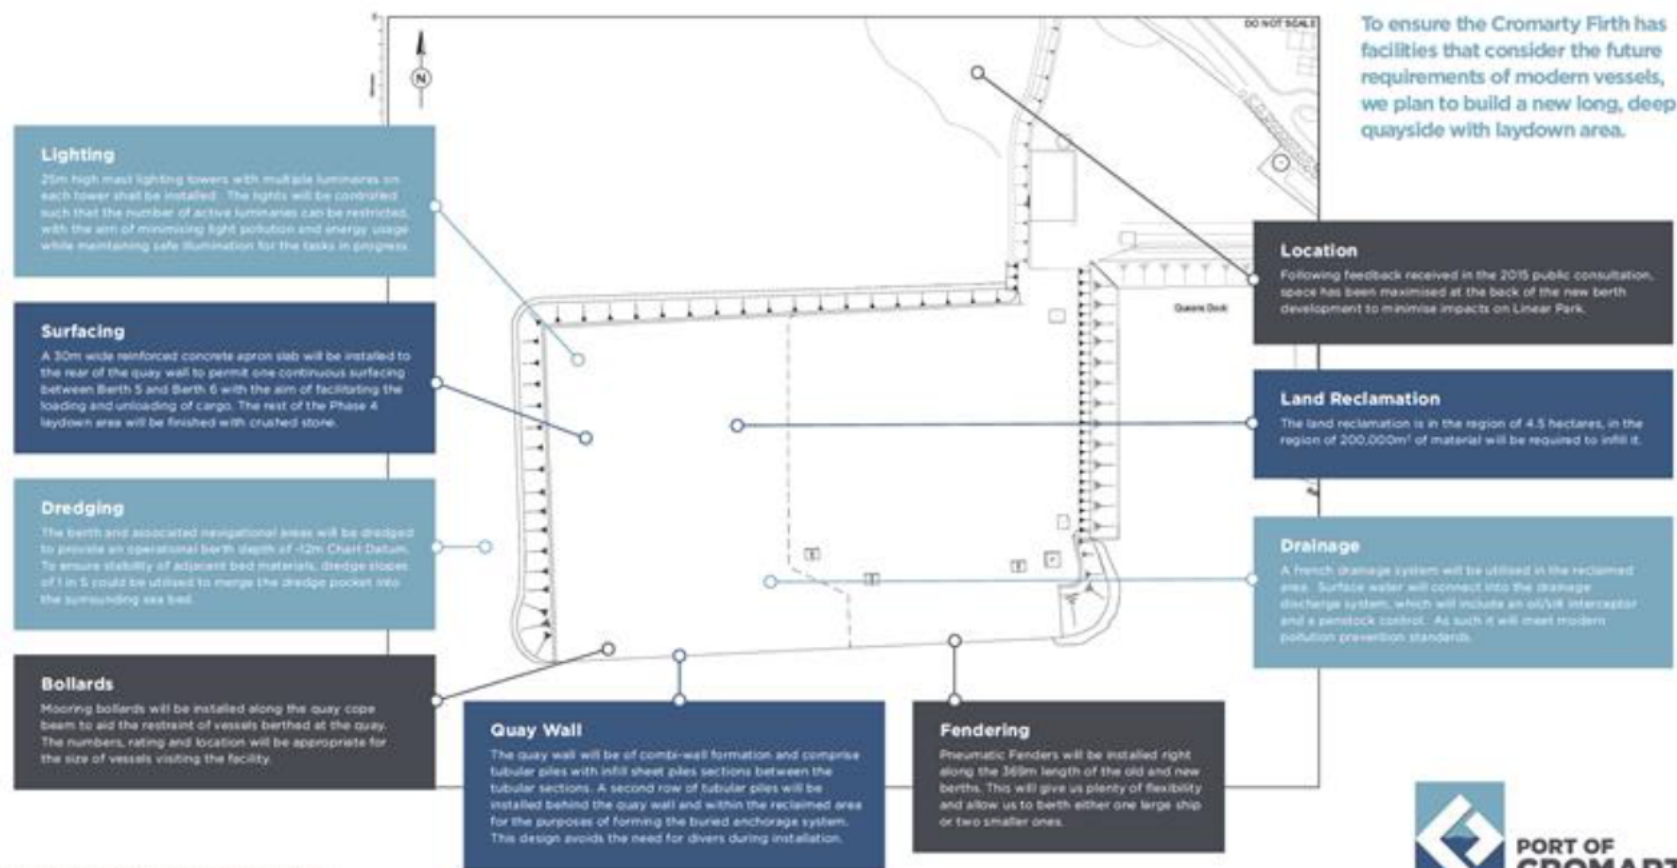 DO NOT SCALE
To ensure the Cromarty Firth has
facilities that consider the future
requirements of modern vessels,
we plan to build a new long, deep
quayside with laydown area.
N
Lighting
25m high mast lighting towers with multiple luminaires on
each tower shall be installed. The lights will be controlled
such that the number of active luminaries can be restricted,
with the aim of minimising light pollution and energy usage
while maintaining safe illumination for the tasks in progress
Surfacing
A 30m wide reinforced concrete apron slab will be installed to
the rear of the quay wall to permit one continuous surfacing
between Berth 5 and Berth 6 with the aim of facilitating the
loading and unloading of cargo. The rest of the Phase 4
laydown area will be finished with crushed stone.
Dredging
The berth and associated navigational areas will be dredged
to provide an operational berth depth of -12m Chart Datum.
To ensure stability of adjacent bed materials, dredge slopes
of 1 in 5 could be utilised to merge the dredge pocket into
the surrounding sea bed.
Bollards
Mooring bollards will be installed along the quay cope
beam to aid the restraint of vessels berthed at the quay.
The numbers, rating and location will be appropriate for
the size of vessels visiting the facility.
Quay Wall
The quay wall will be of combi-wall formation and comprise
tubular piles with infill sheet piles sections between the
tubular sections. A second row of tubular piles will be
installed behind the quay wall and within the reclaimed area
for the purposes of forming the buried anchorage system.
This design avoids the need for divers during installation.
Fendering
Pneumatic Fenders will be installed right
along the 369m length of the old and new
berths. This will give us plenty of flexibility
and allow us to berth either one large ship
or two smaller ones.
Queens Dock
Location
Following feedback received in the 2015 public consultation,
space has been maximised at the back of the new berth
development to minimise impacts on Linear Park.
Land Reclamation
The land reclamation is in the region of 4.5 hectares, in the
region of 200,000m³ of material will be required to infill it.
Drainage
A french drainage system will be utilised in the reclaimed
area. Surface water will connect into the drainage
discharge system, which will include an oil/silt interceptor
and a penstock control. As such it will meet modern
pollution prevention standards.
PORT OF
CROMART